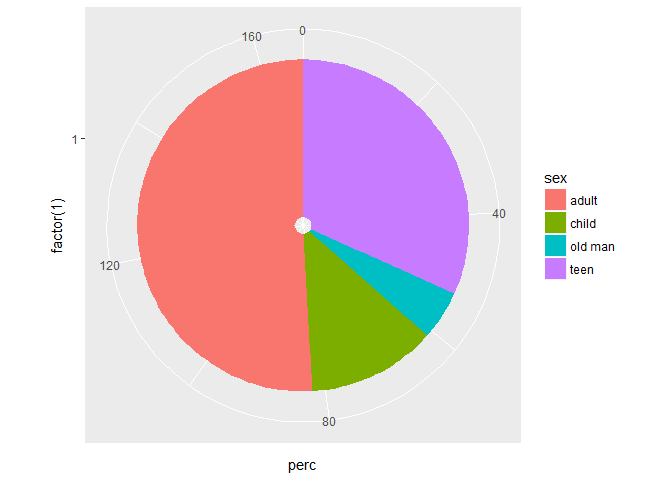 0
160
1
40
120
80
factor(1)
perc
sex
adult
child
old man
teen